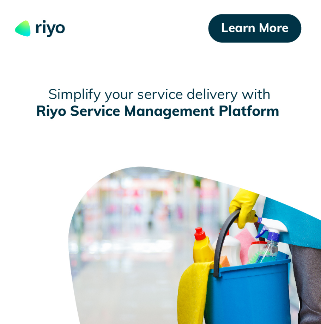 riyo
Learn More
Simplify your service delivery with
Riyo Service Management Platform